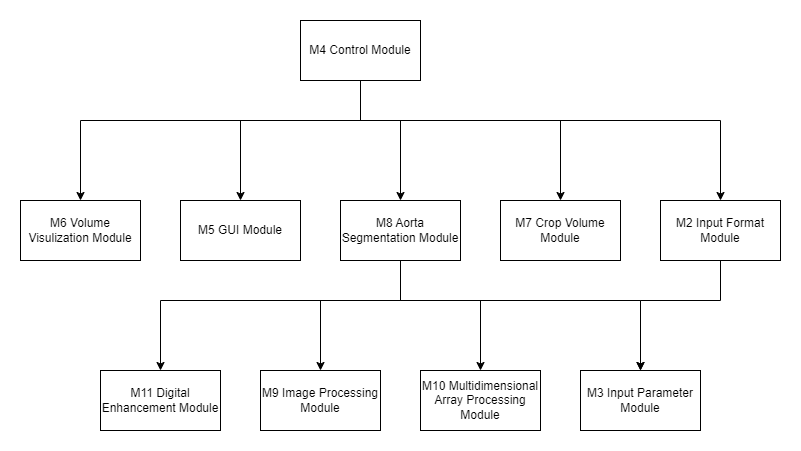 M4 Control Module
M6 Volume
Visulization Module
M5 GUI Module
M8 Aorta
Segmentation Module
M7 Crop Volume
Module
M2 Input Format
Module
M11 Digital
Enhancement Module
M9 Image Processing
Module
M10 Multidimensional
Array Processing
Module
M3 Input Parameter
Module